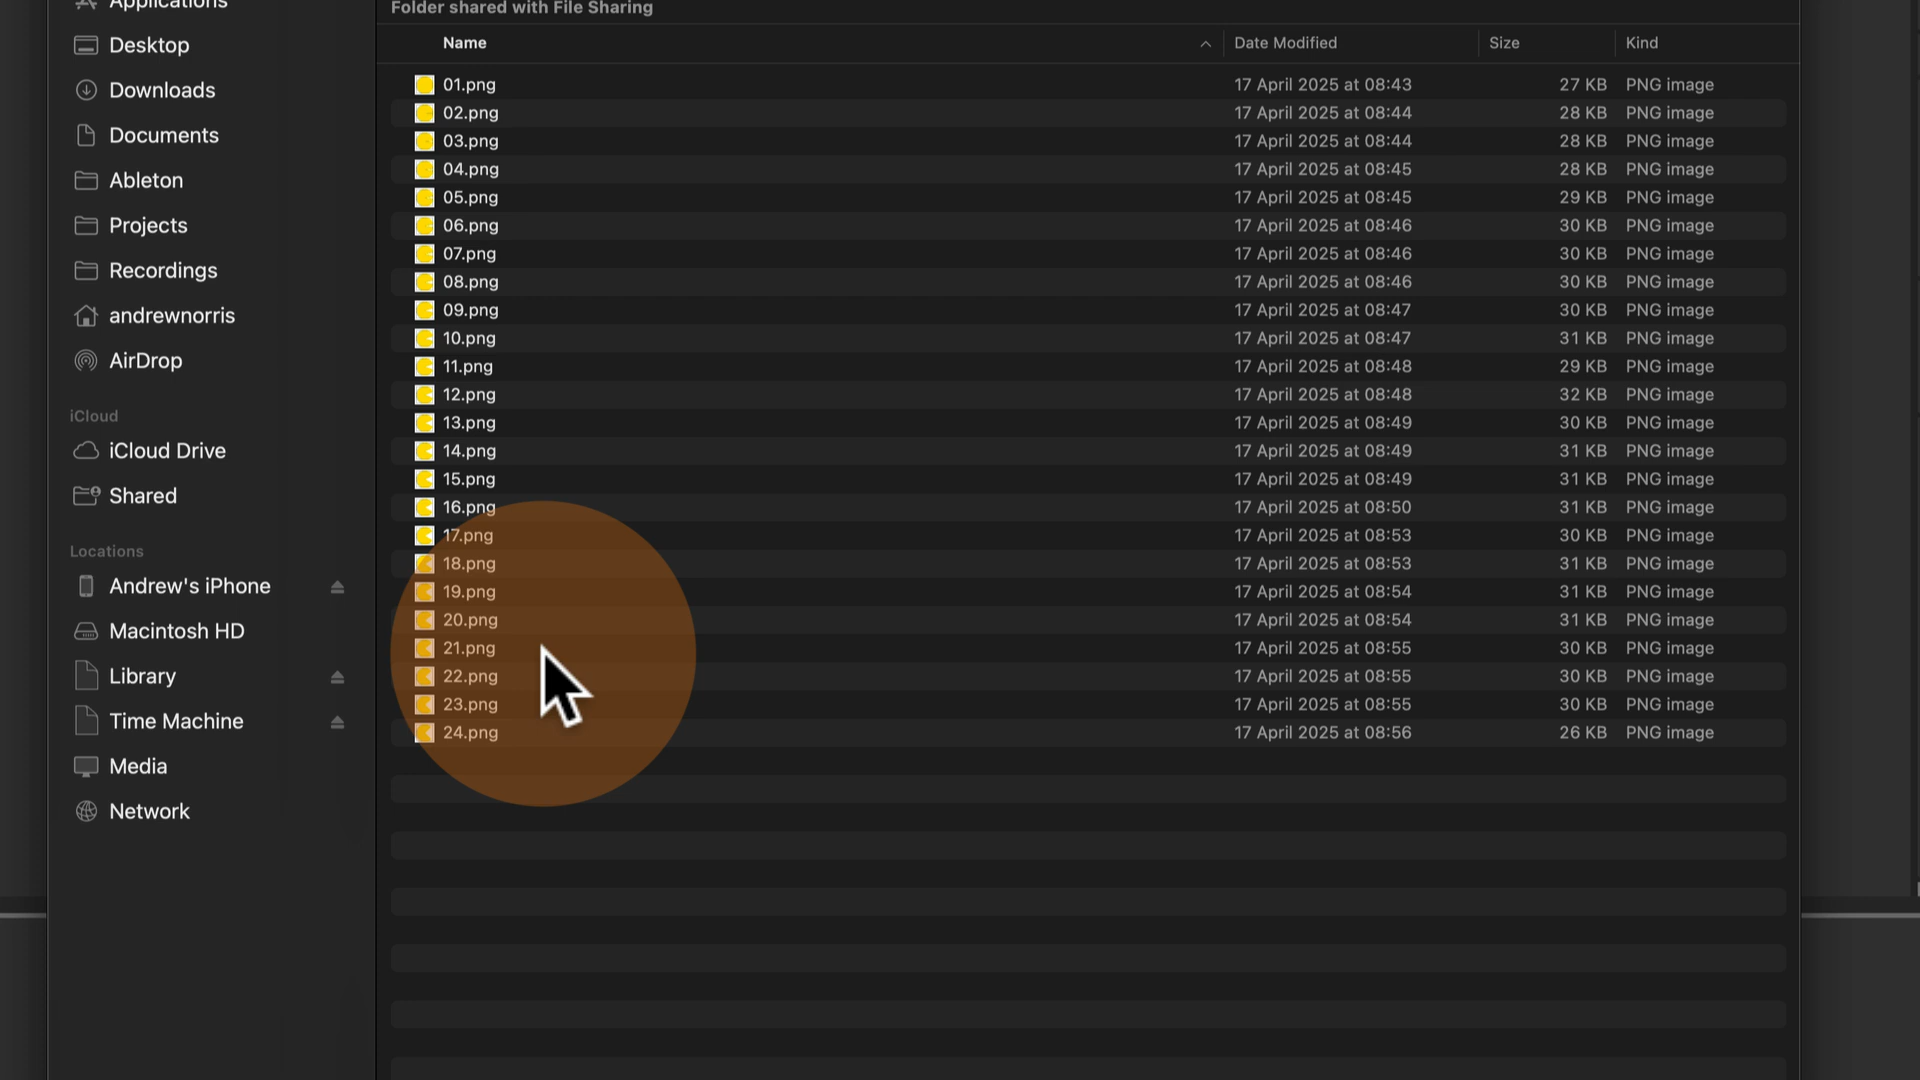 Applications
Desktop
Downloads
Documents
Ableton
Projects
Recordings
andrewnorris
AirDrop
iCloud
iCloud Drive
Shared
Locations
Andrew's iPhone
Macintosh HD
Library
Time Machine
Media
Network
Folder shared with File Sharing
Name Date Modified Size Kind
01.png 17 April 2025 at 08:43 27 KB PNG image
02.png 17 April 2025 at 08:44 28 KB PNG image
03.png 17 April 2025 at 08:44 28 KB PNG image
04.png 17 April 2025 at 08:45 28 KB PNG image
05.png 17 April 2025 at 08:45 29 KB PNG image
06.png 17 April 2025 at 08:46 30 KB PNG image
07.png 17 April 2025 at 08:46 30 KB PNG image
08.png 17 April 2025 at 08:46 30 KB PNG image
09.png 17 April 2025 at 08:47 30 KB PNG image
10.png 17 April 2025 at 08:47 31 KB PNG image
11.png 17 April 2025 at 08:48 29 KB PNG image
12.png 17 April 2025 at 08:48 32 KB PNG image
13.png 17 April 2025 at 08:49 30 KB PNG image
14.png 17 April 2025 at 08:49 31 KB PNG image
15.png 17 April 2025 at 08:49 31 KB PNG image
16.png 17 April 2025 at 08:50 31 KB PNG image
17.png 17 April 2025 at 08:53 30 KB PNG image
18.png 17 April 2025 at 08:53 31 KB PNG image
19.png 17 April 2025 at 08:54 31 KB PNG image
20.png 17 April 2025 at 08:54 31 KB PNG image
21.png 17 April 2025 at 08:55 30 KB PNG image
22.png 17 April 2025 at 08:55 30 KB PNG image
23.png 17 April 2025 at 08:55 30 KB PNG image
24.png 17 April 2025 at 08:56 26 KB PNG image